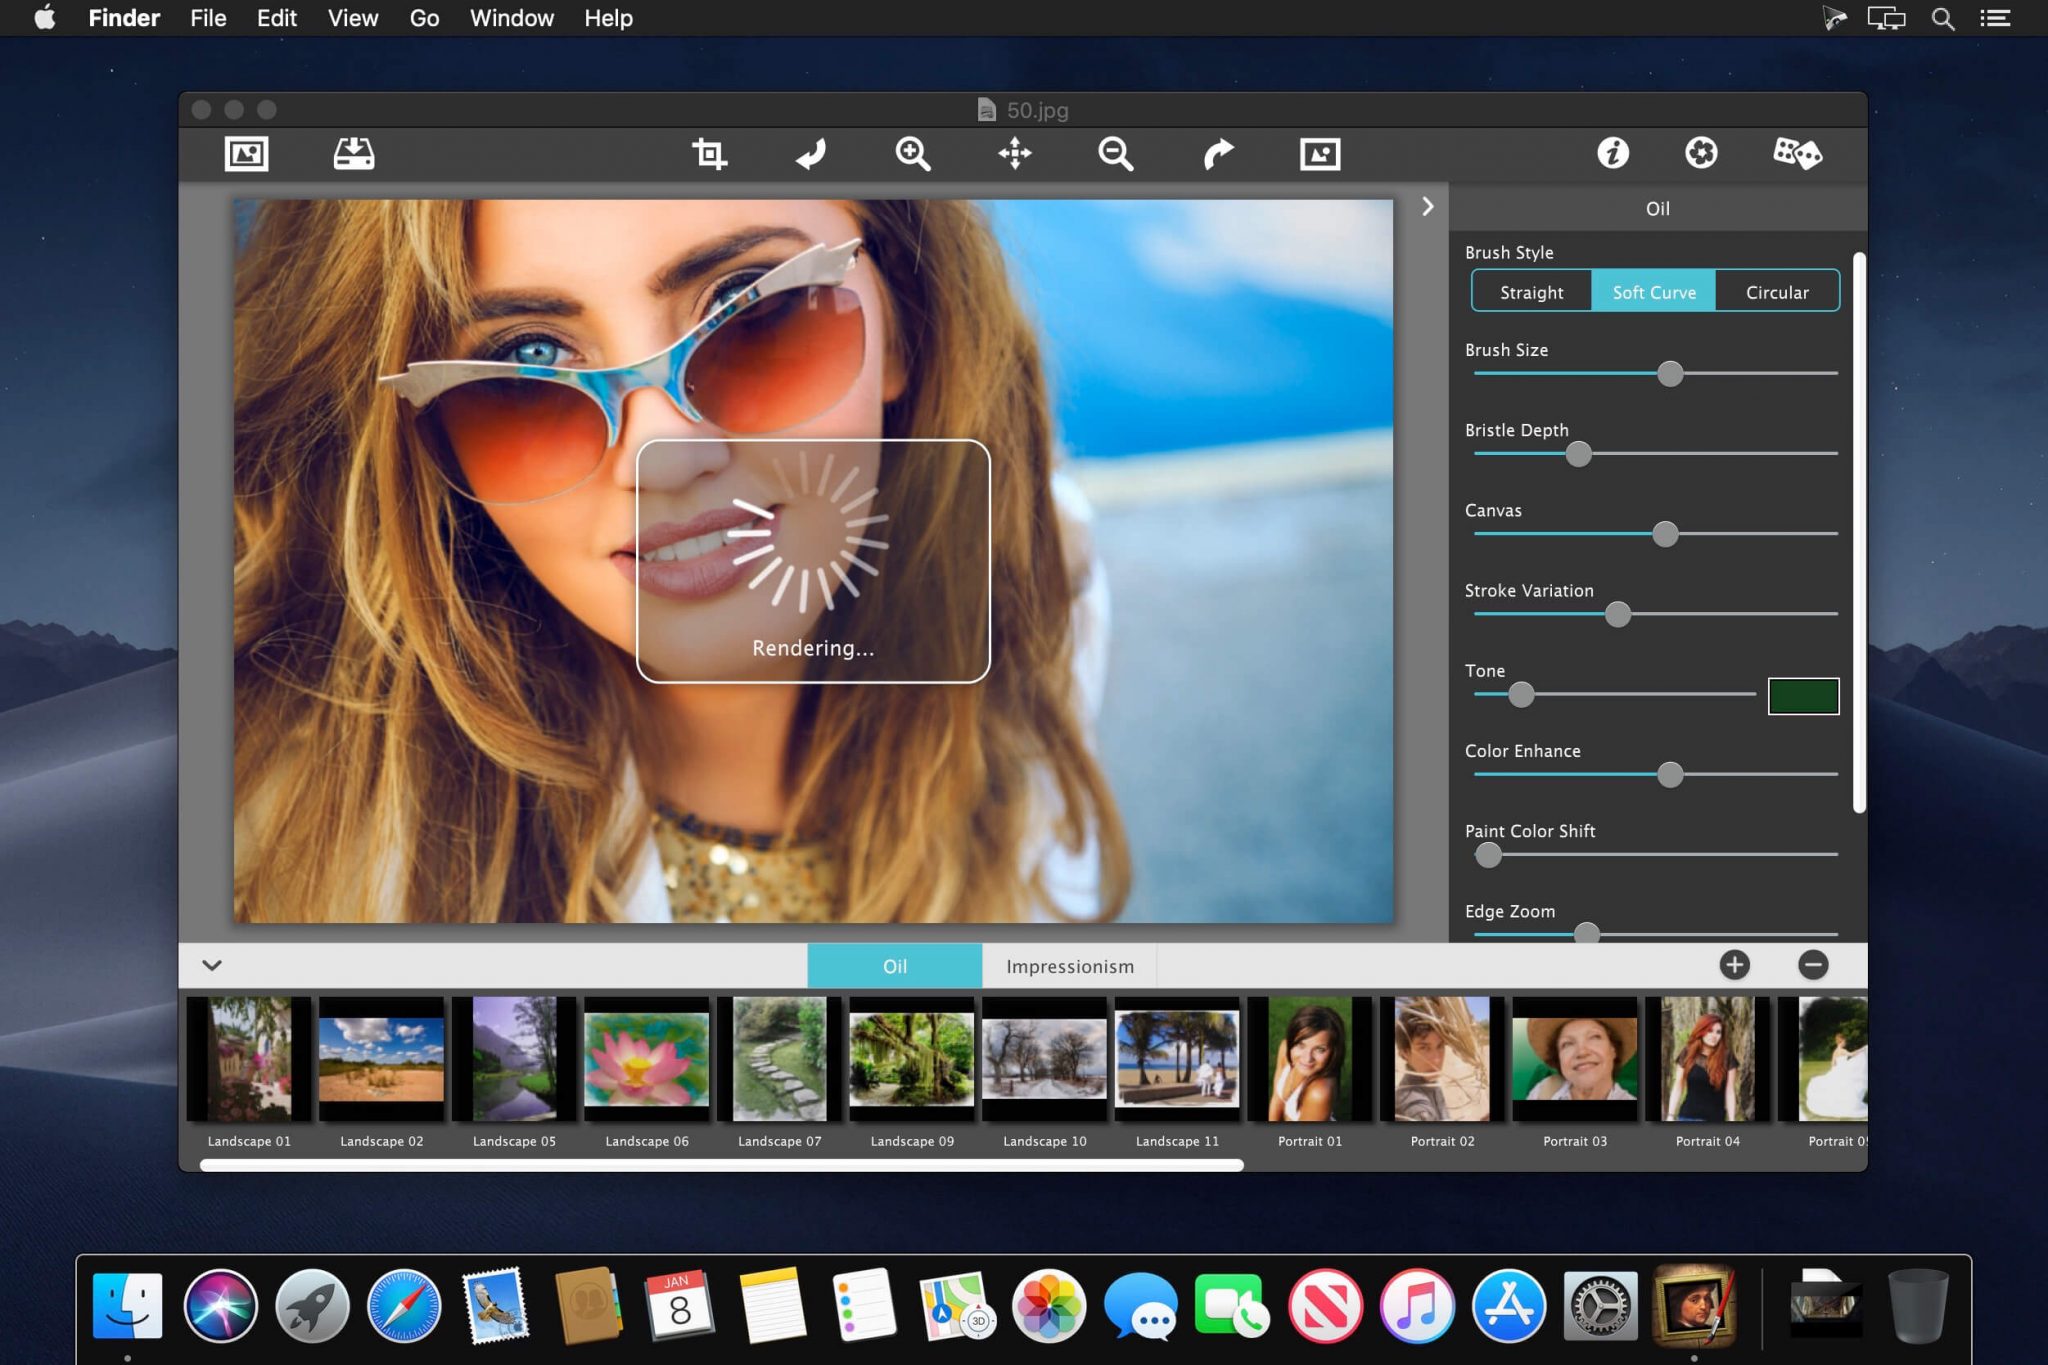 Finder File Edit View Go Window Help
50.jpg
Oil
Brush Style
Straight Soft Curve Circular
Brush Size
Bristle Depth
Canvas
Stroke Variation
Tone
Color Enhance
Paint Color Shift
Edge Zoom
Rendering...
Oil Impressionism
Landscape 01 Landscape 02 Landscape 05 Landscape 06 Landscape 07 Landscape 09 Landscape 10 Landscape 11 Portrait 01 Portrait 02 Portrait 03 Portrait 04 Portrait 05
JAN
8
3D